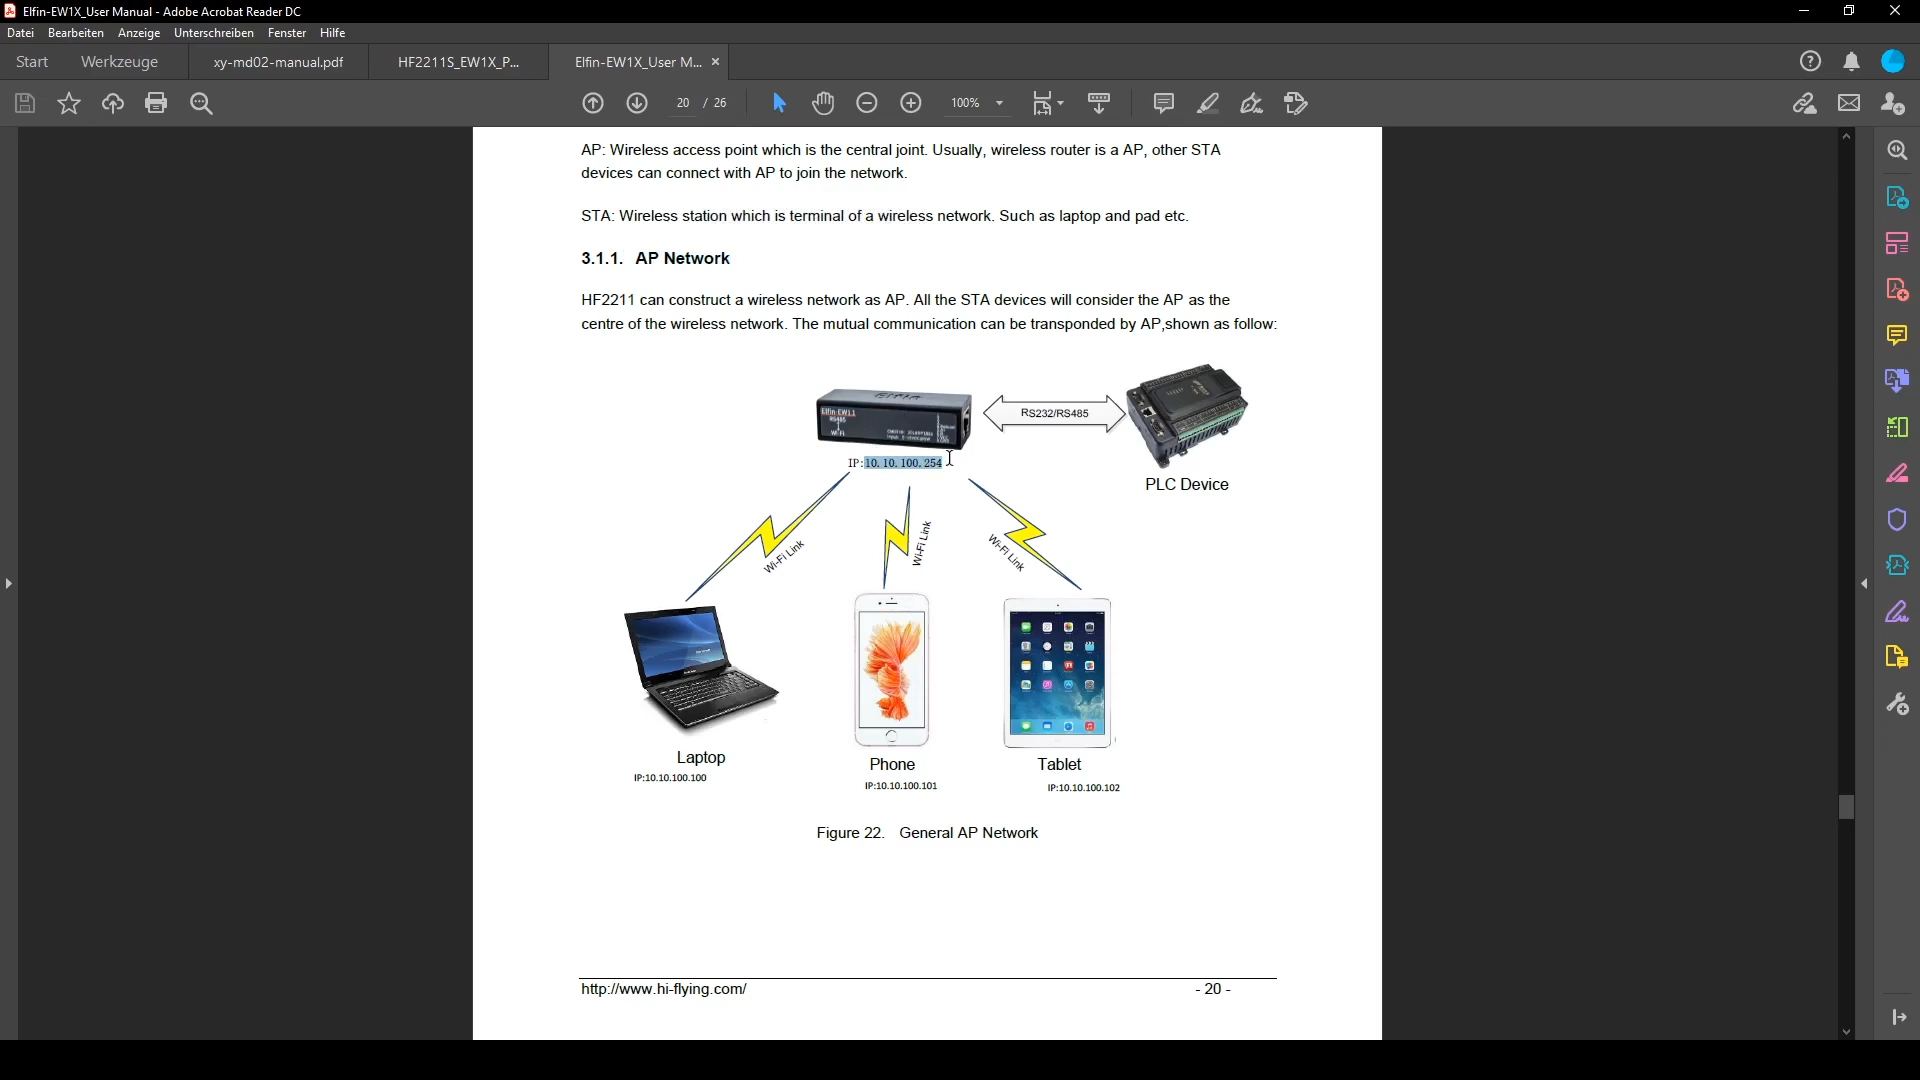 Elfin-EW1X_User Manual - Adobe Acrobat Reader DC
Datei Bearbeiten Anzeige Unterschreiben Fenster Hilfe
Start Werkzeuge xy-md02-manual.pdf HF2211S_EW1X_P... Elfin-EW1X_User M... ×
20 / 26 100%
AP: Wireless access point which is the central joint. Usually, wireless router is a AP, other STA
devices can connect with AP to join the network.
STA: Wireless station which is terminal of a wireless network. Such as laptop and pad etc.
3.1.1. AP Network
HF2211 can construct a wireless network as AP. All the STA devices will consider the AP as the
centre of the wireless network. The mutual communication can be transponded by AP,shown as follow:
Elfin
Elfin-EW11
RS485
Wi-Fi
RS232/RS485
IP:10.10.100.254
PLC Device
Wi-Fi Link
Wi-Fi Link
Wi-Fi Link
Laptop
IP:10.10.100.100
Phone
IP:10.10.100.101
Tablet
IP:10.10.100.102
Figure 22. General AP Network
http://www.hi-flying.com/ - 20 -